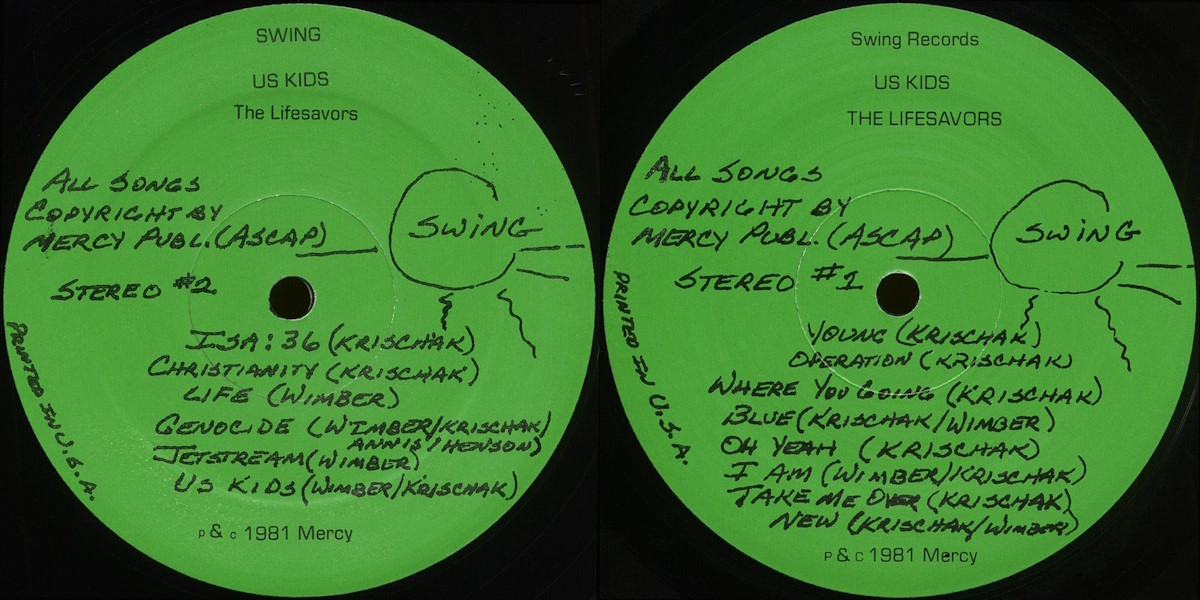 SWING
US KIDS
The Lifesavors
ALL SONGS
COPYRIGHT BY
MERCY PUBL. (ASCAP)
SWING
STEREO #2
PRINTED IN U.S.A.
ISA: 36 (KRISCHAK)
CHRISTIANITY (KRISCHAK)
LIFE (WIMBER)
GENOCIDE (WIMBER/KRISCHAK/
ANNIS/HENSON)
JETSTREAM (WIMBER)
US KIDS (WIMBER/KRISCHAK)
p & c 1981 Mercy
Swing Records
US KIDS
THE LIFESAVORS
ALL SONGS
COPYRIGHT BY
MERCY PUBL. (ASCAP)
SWING
STEREO #1
PRINTED IN U.S.A.
YOUNG (KRISCHAK)
OPERATION (KRISCHAK)
WHERE YOU GOING (KRISCHAK)
BLUE (KRISCHAK/WIMBER)
OH YEAH (KRISCHAK)
I AM (WIMBER/KRISCHAK)
TAKE ME OVER (KRISCHAK)
NEW (KRISCHAK/WIMBER)
p & c 1981 Mercy